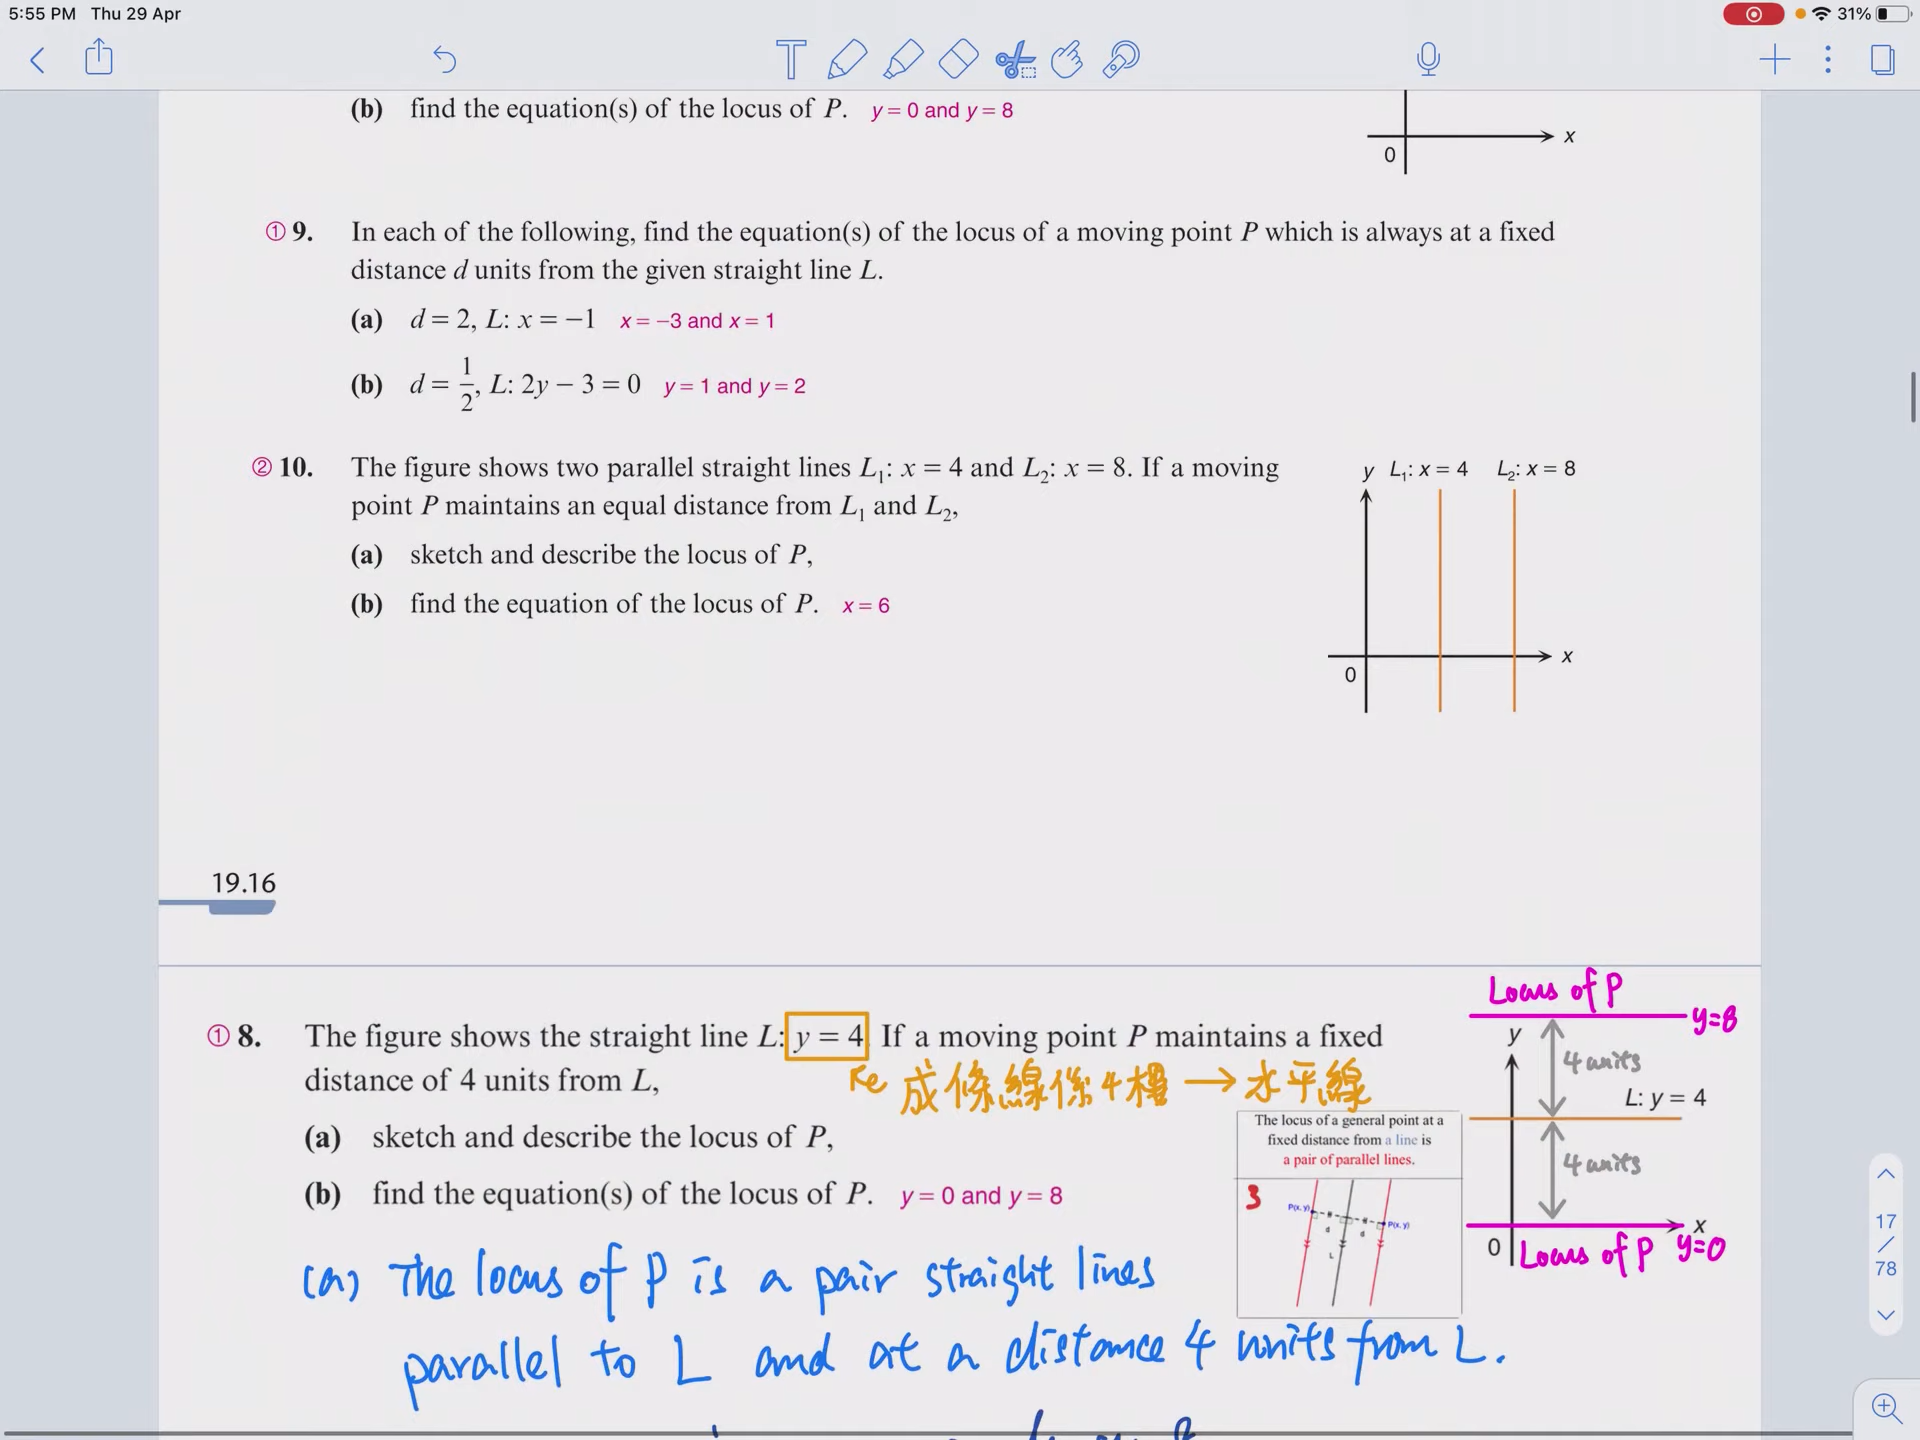 5:55 PM Thu 29 Apr
31%
(b) find the equation(s) of the locus of P. y = 0 and y = 8
x
0
① 9. In each of the following, find the equation(s) of the locus of a moving point P which is always at a fixed
distance d units from the given straight line L.
(a) d = 2, L: x = −1 x = −3 and x = 1
(b) d = 1/2, L: 2y − 3 = 0 y = 1 and y = 2
② 10. The figure shows two parallel straight lines L₁: x = 4 and L₂: x = 8. If a moving
point P maintains an equal distance from L₁ and L₂,
(a) sketch and describe the locus of P,
(b) find the equation of the locus of P. x = 6
y L₁: x = 4 L₂: x = 8
x
0
19.16
① 8. The figure shows the straight line L: y = 4 If a moving point P maintains a fixed
distance of 4 units from L,
成條線係4樓 → 水平線
(a) sketch and describe the locus of P,
(b) find the equation(s) of the locus of P. y = 0 and y = 8
The locus of a general point at a
fixed distance from a line is
a pair of parallel lines.
3
P(x, y)
P(x, y)
d
d
L
Locus of P
y=8
y
4 units
L: y = 4
4 units
x
0
Locus of P y=0
(a) The locus of P is a pair straight lines
parallel to L and at a distance 4 units from L.
17
/
78